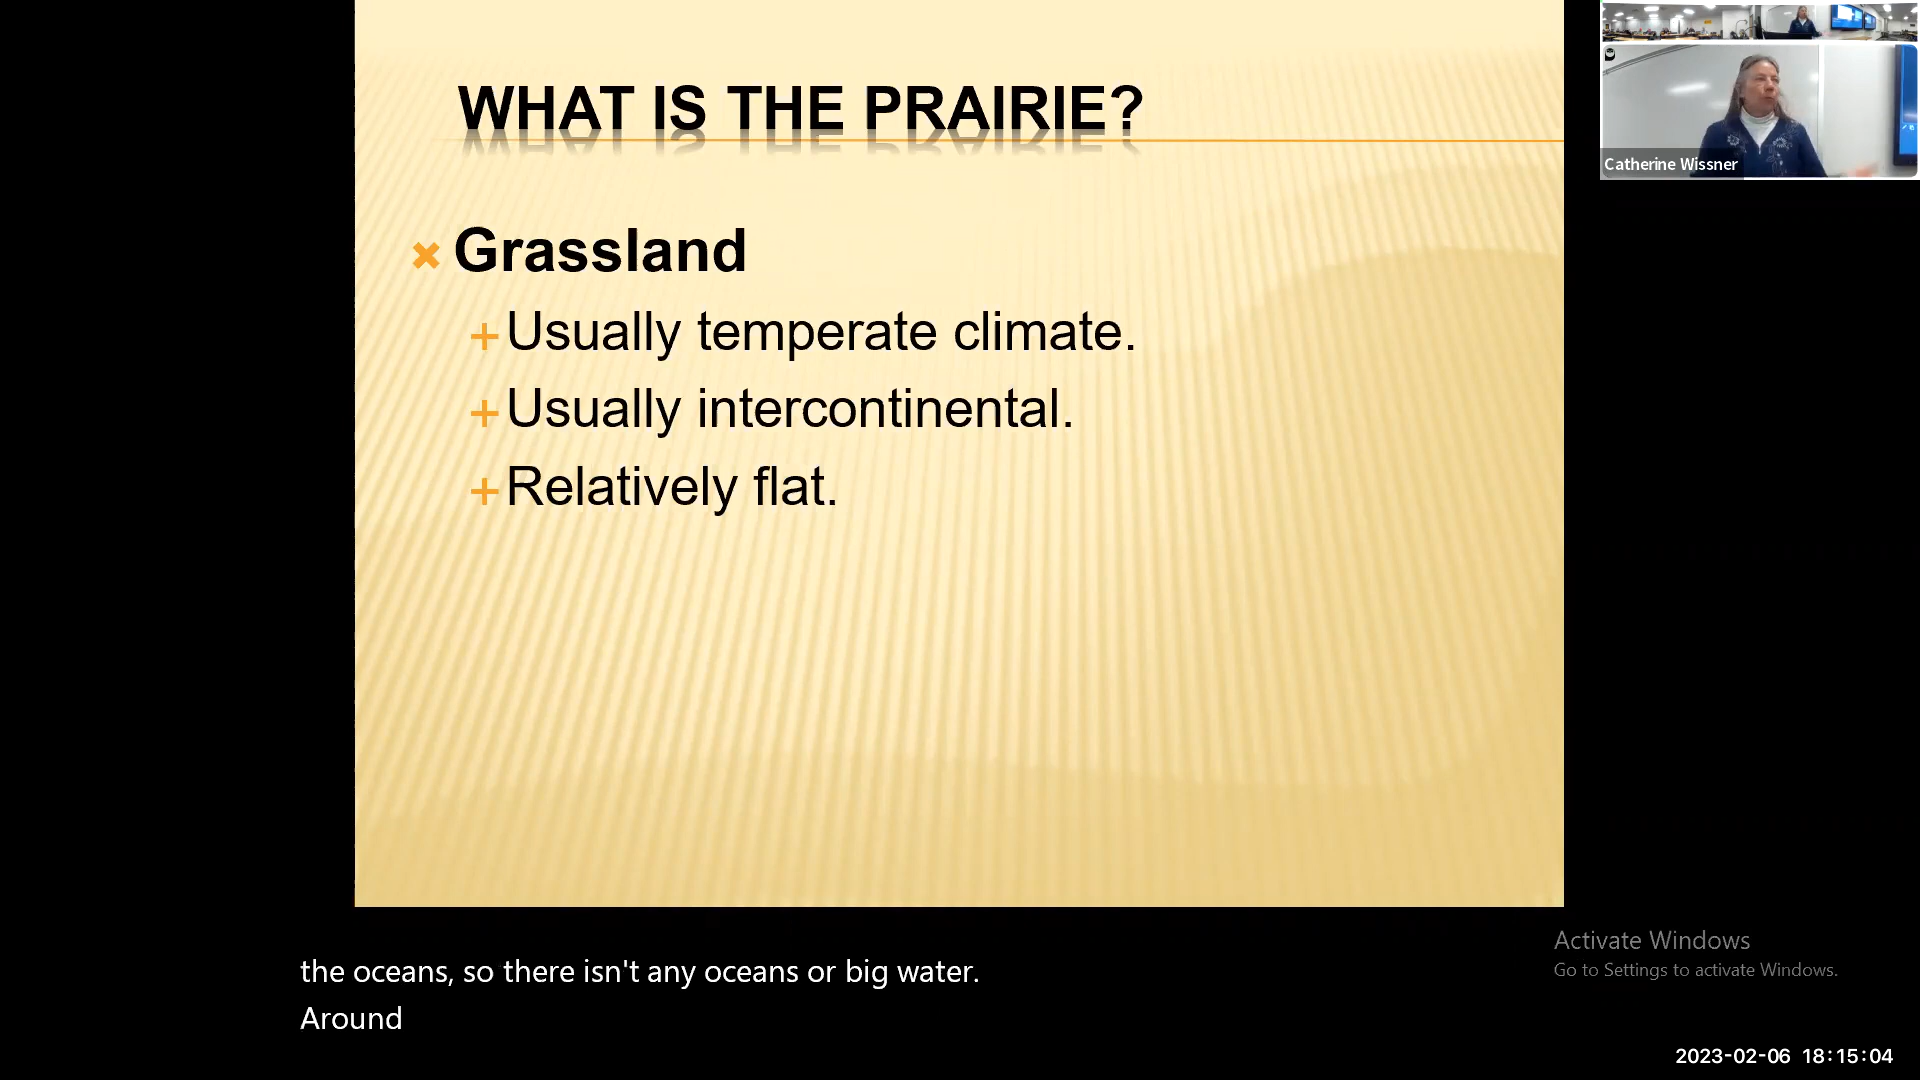 WHAT IS THE PRAIRIE?
Grassland
Usually temperate climate.
Usually intercontinental.
Relatively flat.
Catherine Wissner
the oceans, so there isn't any oceans or big water.
Around
Activate Windows
Go to Settings to activate Windows.
2023-02-06 18:15:04